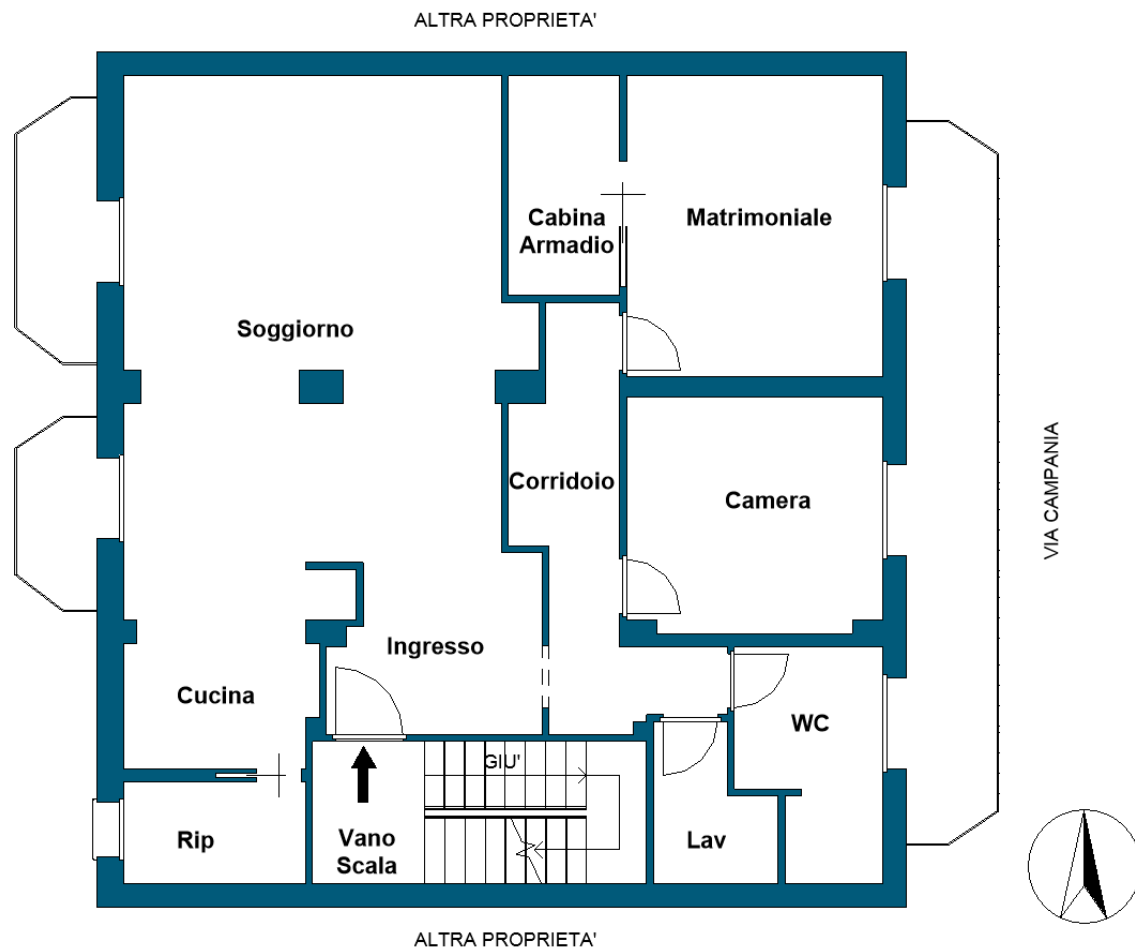 ALTRA PROPRIETA'
Cabina
Armadio
Matrimoniale
Soggiorno
Corridoio
Camera
VIA CAMPANIA
Ingresso
Cucina
WC
GIU'
Rip
Vano
Scala
Lav
ALTRA PROPRIETA'